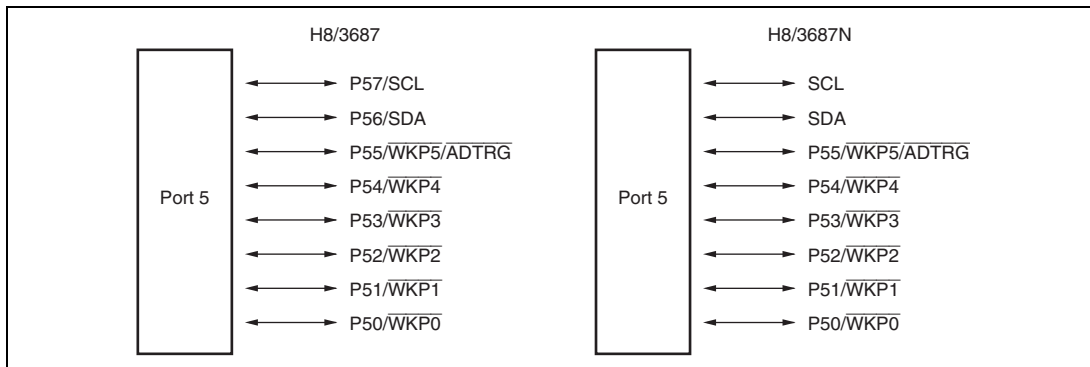 H8/3687
Port 5
P57/SCL
P56/SDA
P55/WKP5/ADTRG
P54/WKP4
P53/WKP3
P52/WKP2
P51/WKP1
P50/WKP0
H8/3687N
Port 5
SCL
SDA
P55/WKP5/ADTRG
P54/WKP4
P53/WKP3
P52/WKP2
P51/WKP1
P50/WKP0